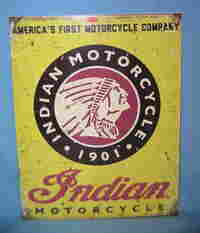 AMERICA'S FIRST MOTORCYCLE COMPANY
INDIAN MOTORCYCLE
· 1901 ·
Indian
MOTORCYCLE